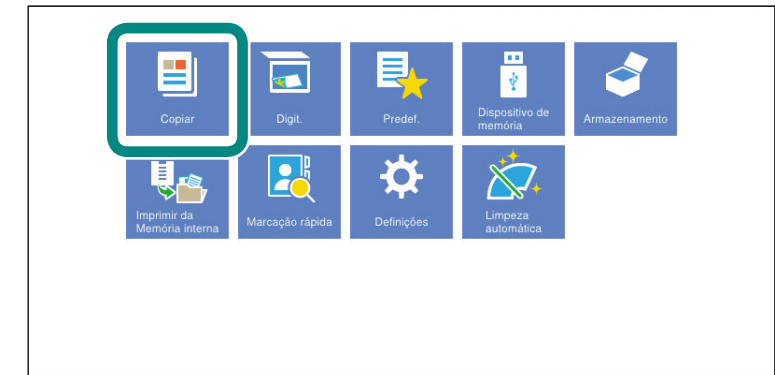 Copiar
Digit.
Predef.
Dispositivo de
memória
Armazenamento
Imprimir da
Memória interna
Marcação rápida
Definições
Limpeza
automática